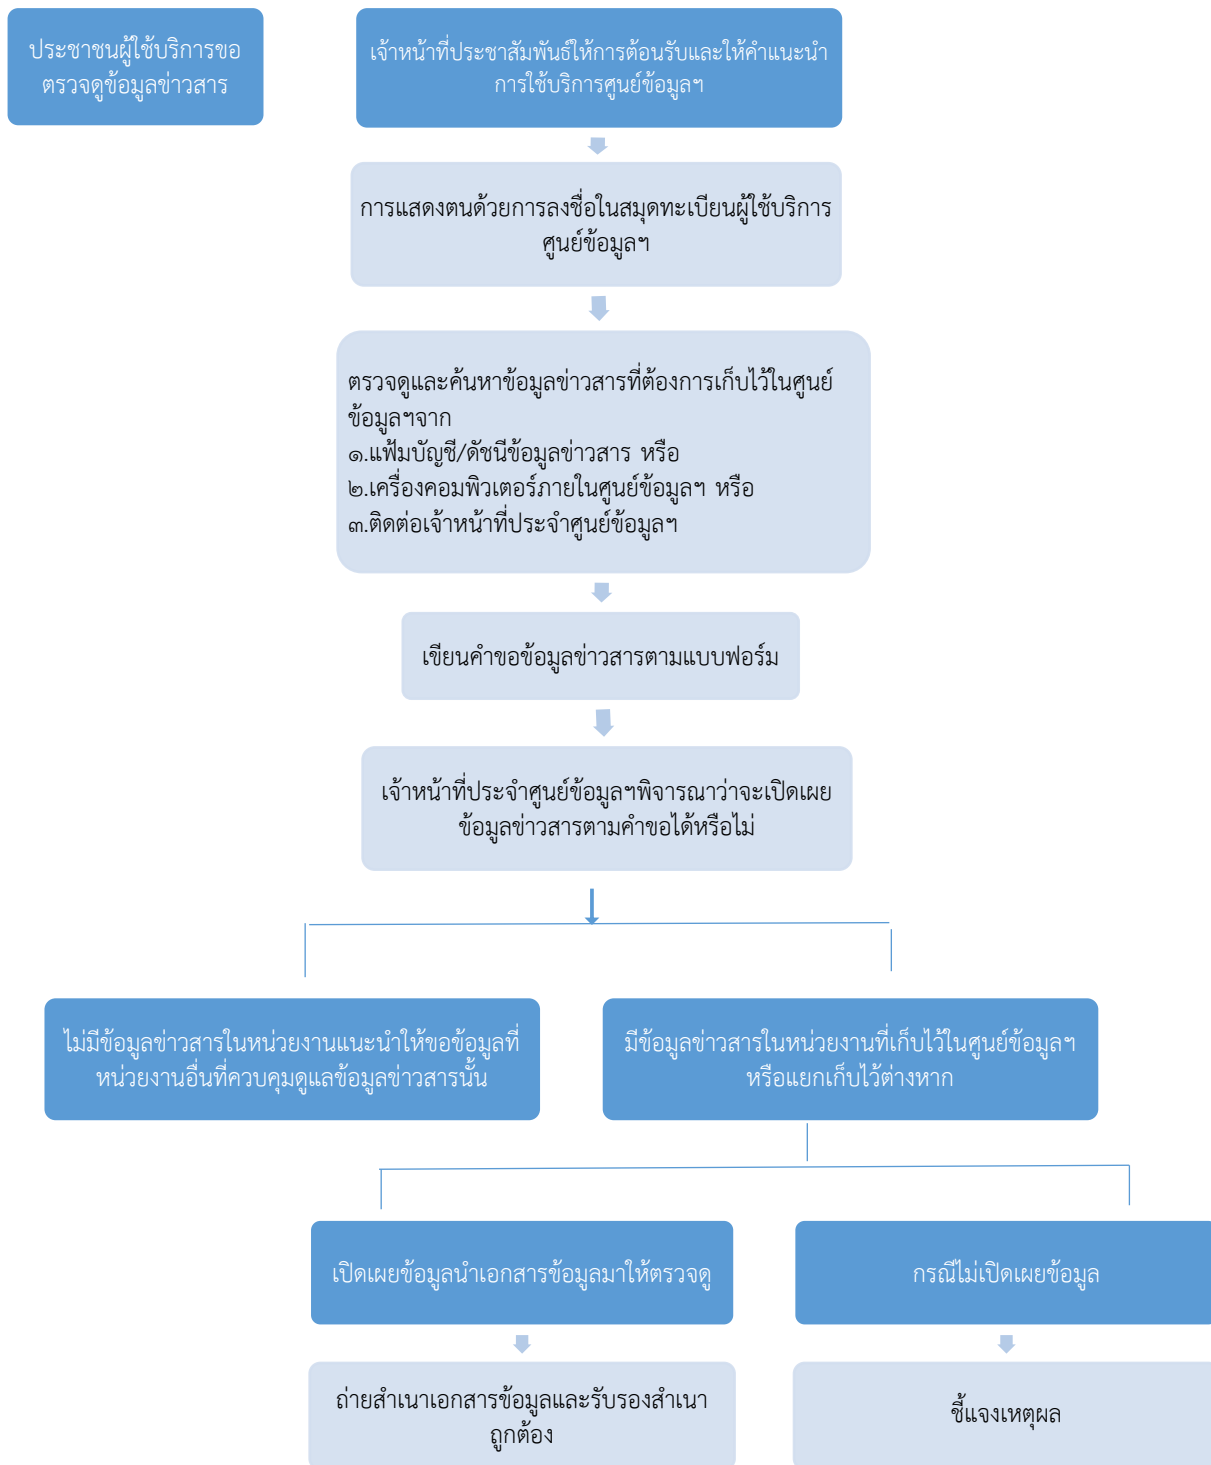 ประชาชนผู้ใช้บริการขอ
ตรวจดูข้อมูลข่าวสาร
เจ้าหน้าที่ประชาสัมพันธ์ให้การต้อนรับและให้คำแนะนำ
การใช้บริการศูนย์ข้อมูลฯ
การแสดงตนด้วยการลงชื่อในสมุดทะเบียนผู้ใช้บริการ
ศูนย์ข้อมูลฯ
ตรวจดูและค้นหาข้อมูลข่าวสารที่ต้องการเก็บไว้ในศูนย์
ข้อมูลฯจาก
๑.แฟ้มบัญชี/ดัชนีข้อมูลข่าวสาร หรือ
๒.เครื่องคอมพิวเตอร์ภายในศูนย์ข้อมูลฯ หรือ
๓.ติดต่อเจ้าหน้าที่ประจำศูนย์ข้อมูลฯ
เขียนคำขอข้อมูลข่าวสารตามแบบฟอร์ม
เจ้าหน้าที่ประจำศูนย์ข้อมูลฯพิจารณาว่าจะเปิดเผย
ข้อมูลข่าวสารตามคำขอได้หรือไม่
ไม่มีข้อมูลข่าวสารในหน่วยงานแนะนำให้ขอข้อมูลที่
หน่วยงานอื่นที่ควบคุมดูแลข้อมูลข่าวสารนั้น
มีข้อมูลข่าวสารในหน่วยงานที่เก็บไว้ในศูนย์ข้อมูลฯ
หรือแยกเก็บไว้ต่างหาก
เปิดเผยข้อมูลนำเอกสารข้อมูลมาให้ตรวจดู
กรณีไม่เปิดเผยข้อมูล
ถ่ายสำเนาเอกสารข้อมูลและรับรองสำเนา
ถูกต้อง
ชี้แจงเหตุผล